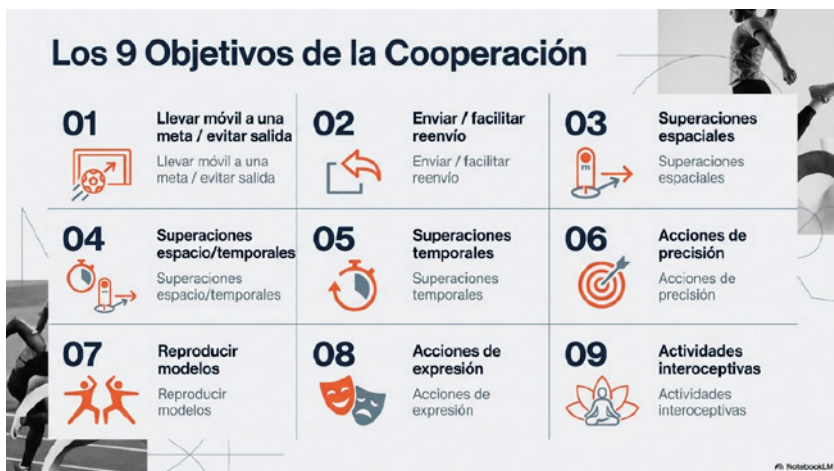 Los 9 Objetivos de la Cooperación
01
Llevar móvil a una
meta / evitar salida
Llevar móvil a una
meta / evitar salida
02
Enviar / facilitar
reenvío
Enviar / facilitar
reenvío
03
Superaciones
espaciales
Superaciones
espaciales
m
04
Superaciones
espacio/temporales
Superaciones
espacio/temporales
05
Superaciones
temporales
Superaciones
temporales
06
Acciones de
precisión
Acciones de
precisión
07
Reproducir
modelos
Reproducir
modelos
08
Acciones de
expresión
Acciones de
expresión
09
Actividades
interoceptivas
Actividades
interoceptivas
NotebookLM